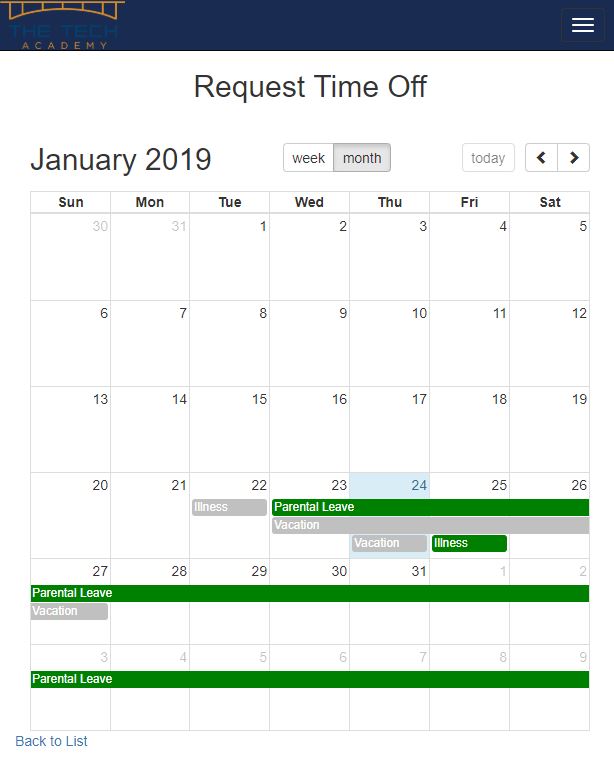 THE TECH
ACADEMY
Request Time Off
January 2019
week month
today
Sun Mon Tue Wed Thu Fri Sat
30 31 1 2 3 4 5
6 7 8 9 10 11 12
13 14 15 16 17 18 19
20 21 22 23 24 25 26
Illness Parental Leave
Vacation
Vacation Illness
27 28 29 30 31 1 2
Parental Leave
Vacation
3 4 5 6 7 8 9
Parental Leave
Back to List